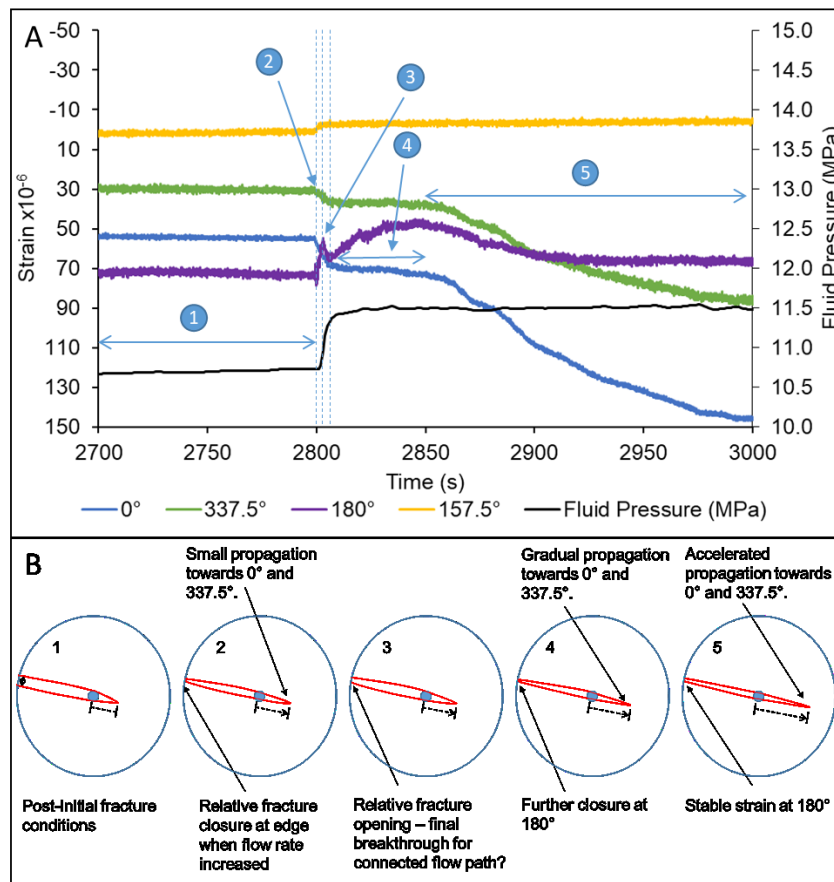 A
-50
-30
-10
10
30
50
70
90
110
130
150
Strain x10⁻⁶
15.0
14.5
14.0
13.5
13.0
12.5
12.0
11.5
11.0
10.5
10.0
Fluid Pressure (MPa)
2
3
4
5
1
2700 2750 2800 2850 2900 2950 3000
Time (s)
0° 337.5° 180° 157.5° Fluid Pressure (MPa)
B
Small propagation
towards 0° and
337.5°.
Gradual propagation
towards 0° and
337.5°.
Accelerated
propagation towards
0° and 337.5°.
1
2
3
4
5
Post-initial fracture
conditions
Relative fracture
closure at edge
when flow rate
increased
Relative fracture
opening – final
breakthrough for
connected flow path?
Further closure at
180°
Stable strain at 180°